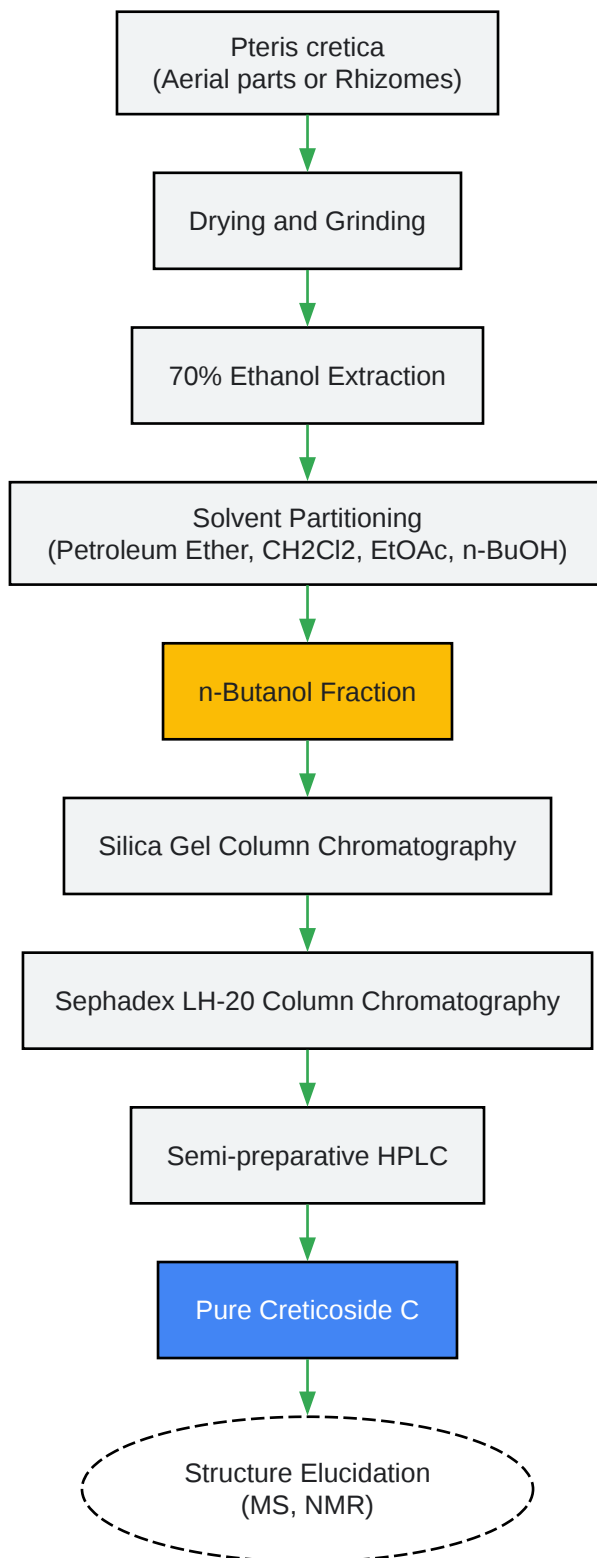 Pteris cretica
(Aerial parts or Rhizomes)
Drying and Grinding
70% Ethanol Extraction
Solvent Partitioning
(Petroleum Ether, CH2Cl2, EtOAc, n-BuOH)
n-Butanol Fraction
Silica Gel Column Chromatography
Sephadex LH-20 Column Chromatography
Semi-preparative HPLC
Pure Creticoside C
Structure Elucidation
(MS, NMR)